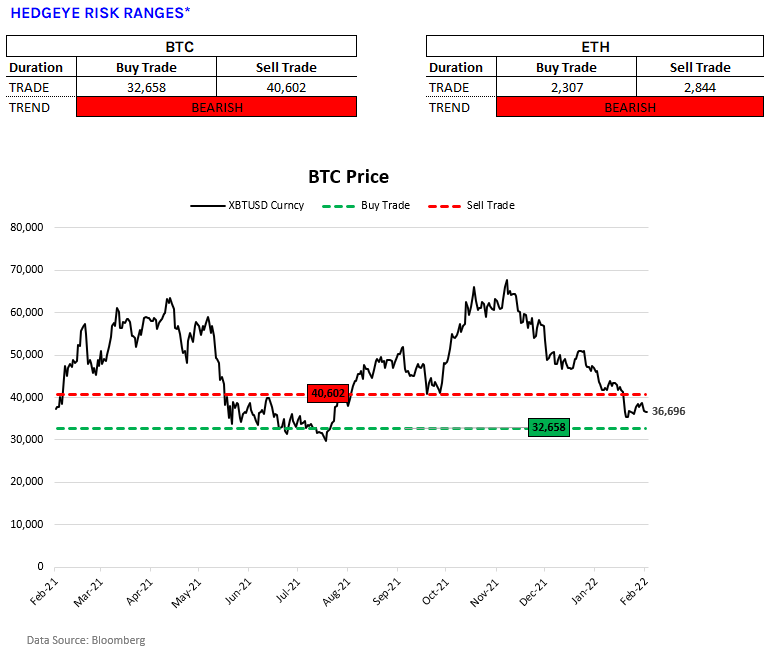 HEDGEYE RISK RANGES*
BTC
Duration Buy Trade Sell Trade
TRADE 32,658 40,602
TREND BEARISH
ETH
Duration Buy Trade Sell Trade
TRADE 2,307 2,844
TREND BEARISH
BTC Price
XBTUSD Curncy Buy Trade Sell Trade
80,000
70,000
60,000
50,000
40,000
30,000
20,000
10,000
0
40,602
32,658
36,696
Feb-21 Mar-21 Apr-21 May-21 Jun-21 Jul-21 Aug-21 Sep-21 Oct-21 Nov-21 Dec-21 Jan-22 Feb-22
Data Source: Bloomberg